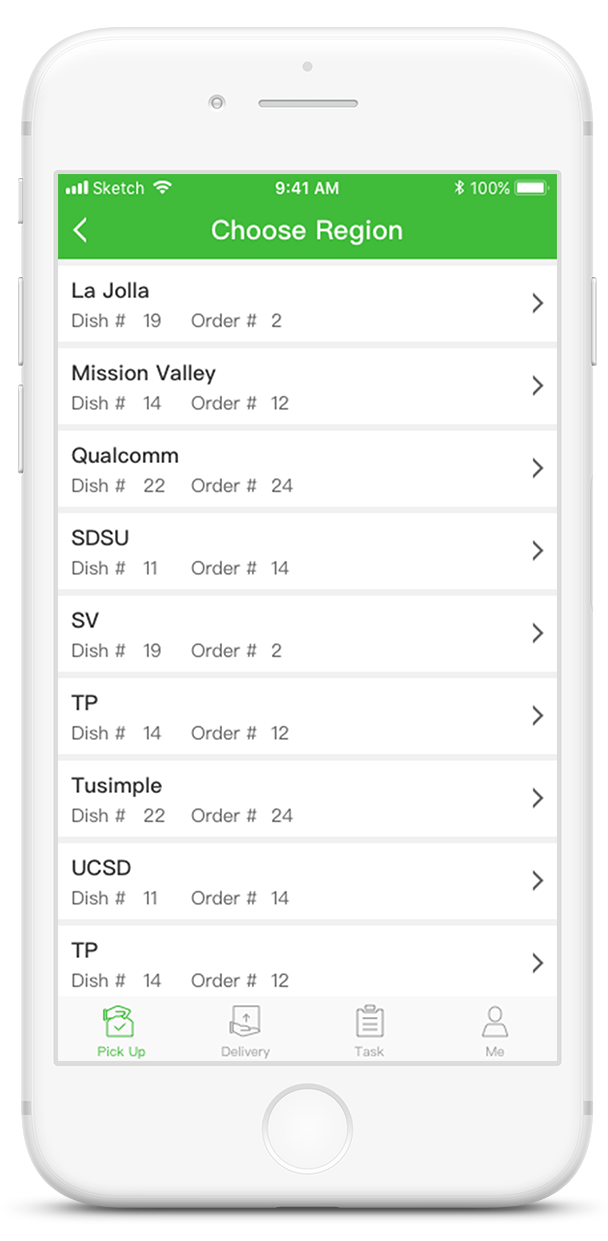 Sketch 9:41 AM 100%
Choose Region
La Jolla
Dish # 19 Order # 2
Mission Valley
Dish # 14 Order # 12
Qualcomm
Dish # 22 Order # 24
SDSU
Dish # 11 Order # 14
SV
Dish # 19 Order # 2
TP
Dish # 14 Order # 12
Tusimple
Dish # 22 Order # 24
UCSD
Dish # 11 Order # 14
TP
Dish # 14 Order # 12
Pick Up Delivery Task Me